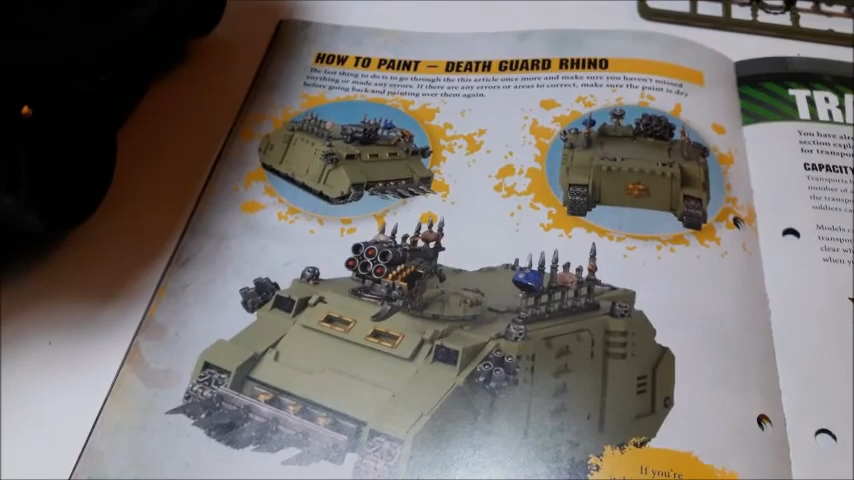 HOW TO PAINT – DEATH GUARD RHINO
The last thing to do is to go through the this article once more and make sure you haven't missed
anything or made any errors. If there are any errors or areas to correct, make sure the paint is dry
before going back and painting over them again.
If you're
TRA
You have alr
section expl
for transpo
CAPACITY
Transports h
number of a
the transpo
soldiers ca
Models c
transpo
clear wh
when yo